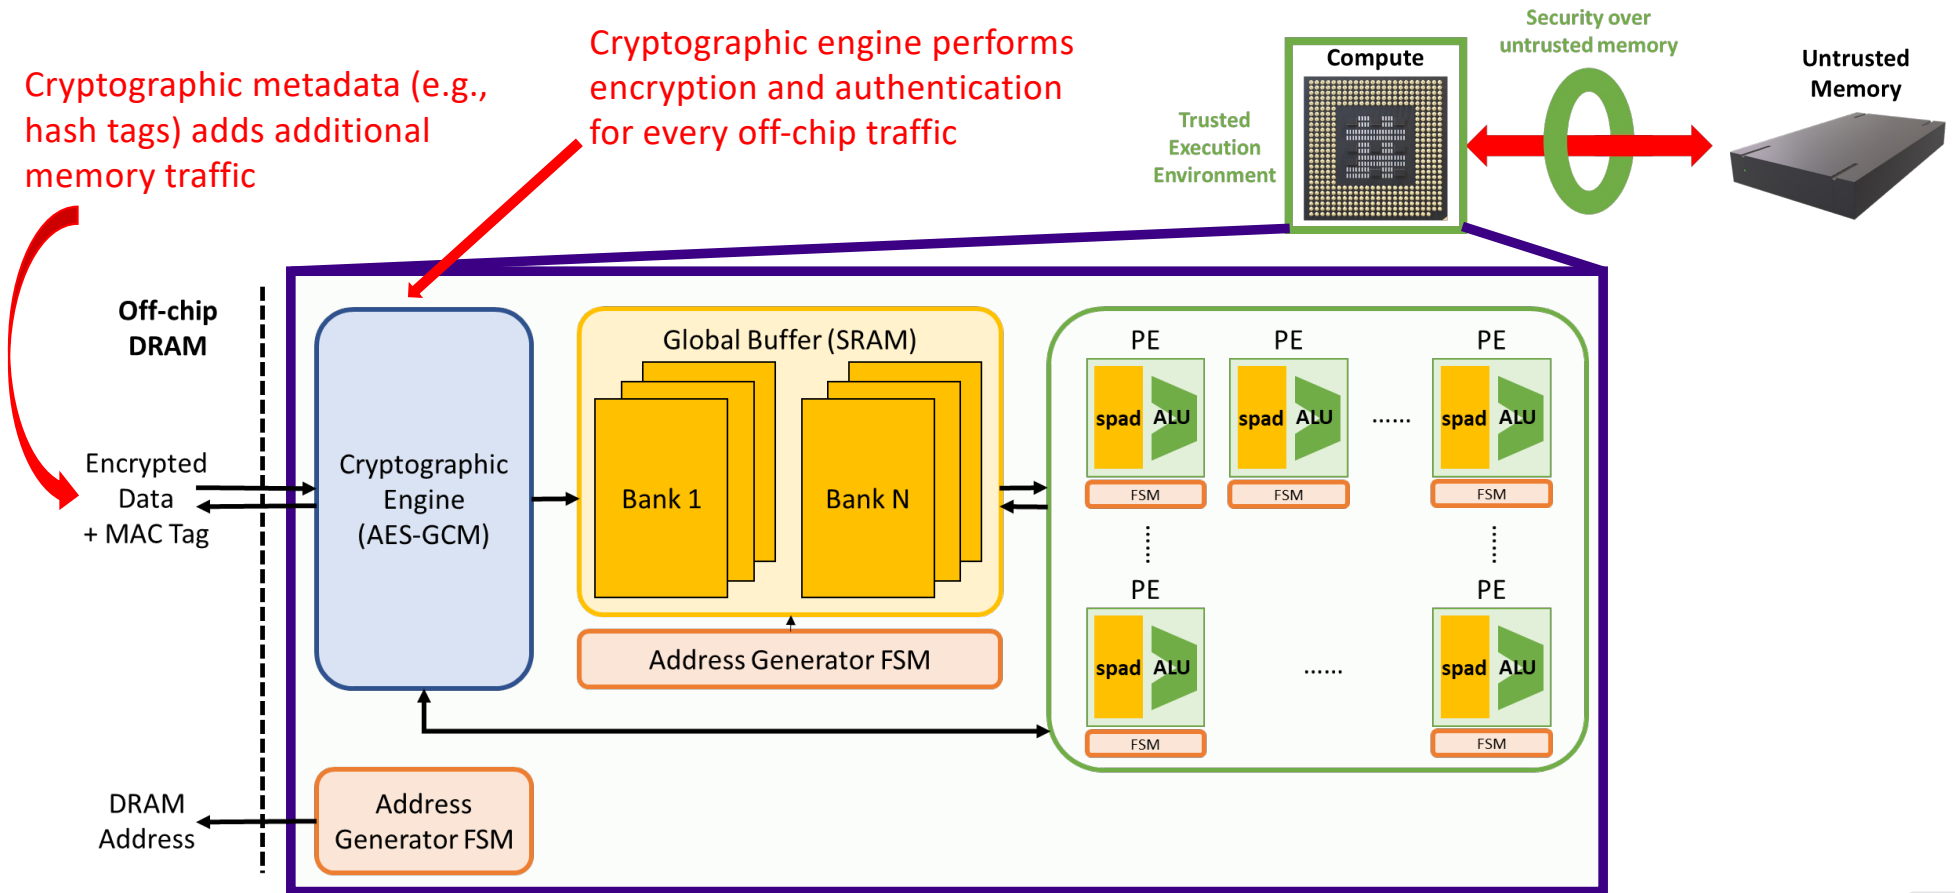 Cryptographic metadata (e.g.,
hash tags) adds additional
memory traffic
Cryptographic engine performs
encryption and authentication
for every off-chip traffic
Security over
untrusted memory
Compute
Untrusted
Memory
Trusted
Execution
Environment
Off-chip
DRAM
Encrypted
Data
+ MAC Tag
DRAM
Address
Cryptographic
Engine
(AES-GCM)
Global Buffer (SRAM)
Bank 1
Bank N
Address Generator FSM
Address
Generator FSM
PE
PE
PE
spad
ALU
spad
ALU
......
spad
ALU
FSM
FSM
FSM
......
......
PE
PE
spad
ALU
......
spad
ALU
FSM
FSM